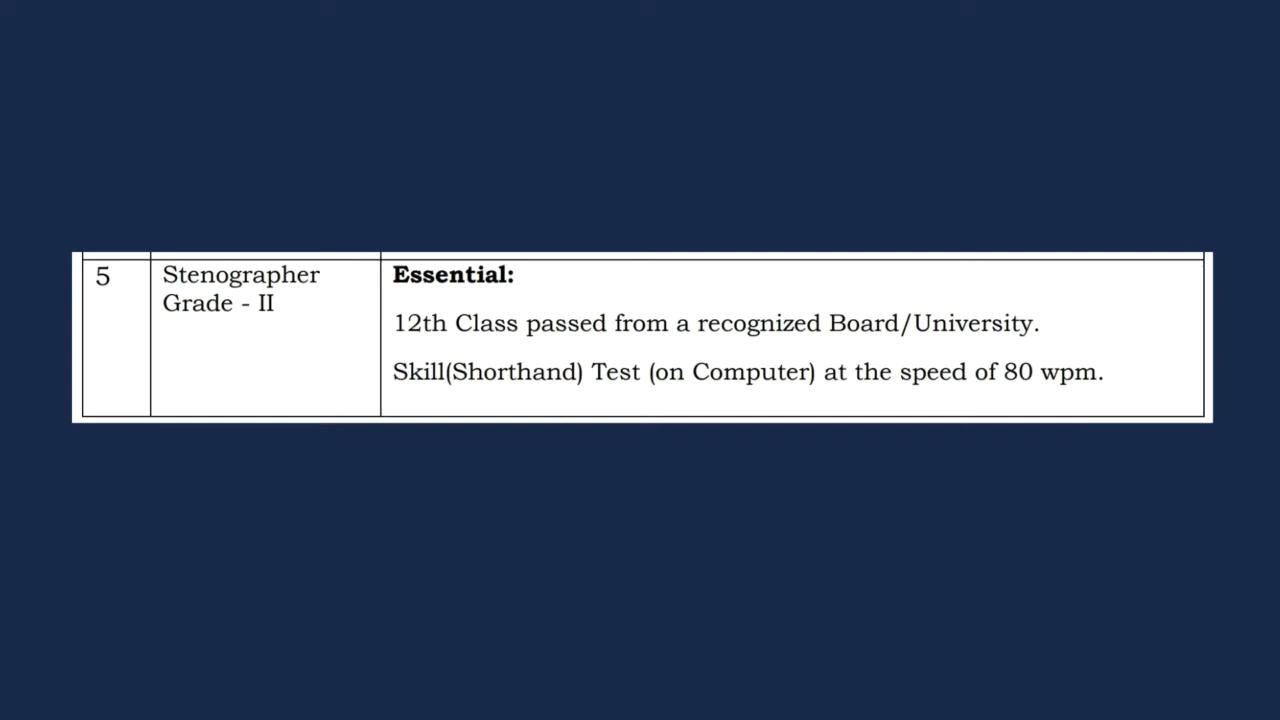 5
Stenographer
Grade - II
Essential:
12th Class passed from a recognized Board/University.
Skill(Shorthand) Test (on Computer) at the speed of 80 wpm.